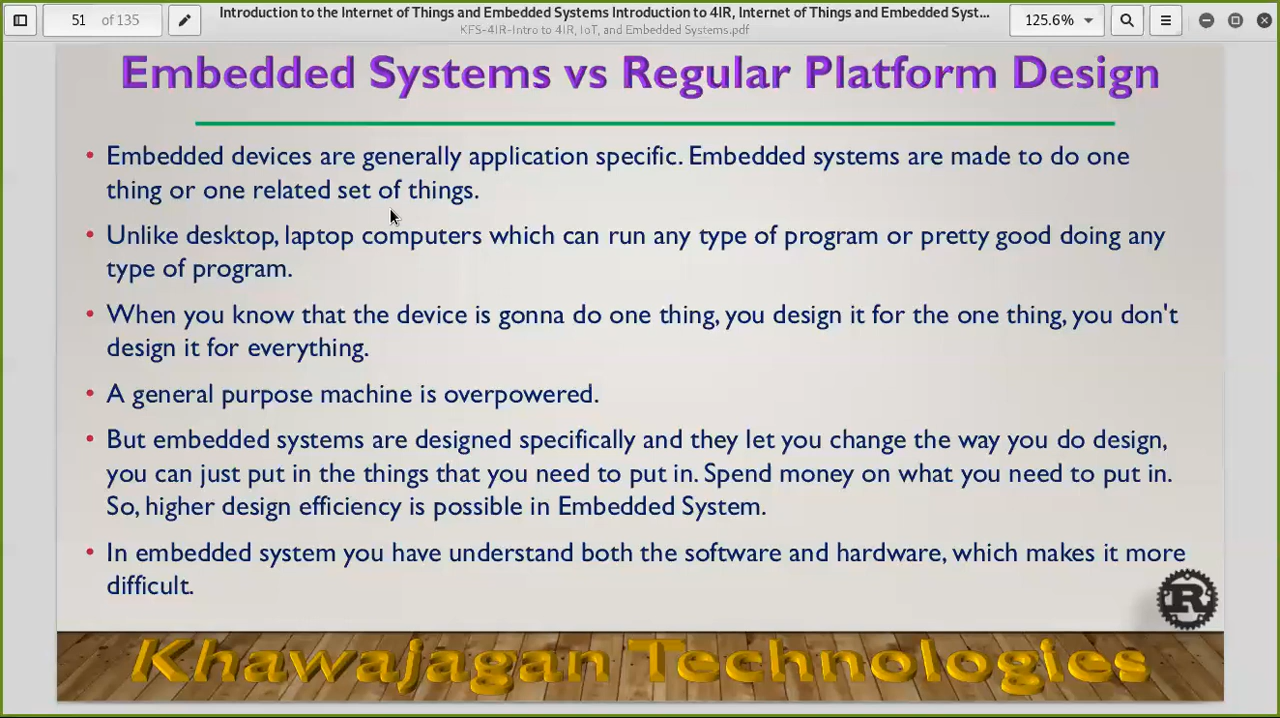 51 of 135
Introduction to the Internet of Things and Embedded Systems Introduction to 4IR, Internet of Things and Embedded Syst...
KFS-4IR-Intro to 4IR, IoT, and Embedded Systems.pdf
125.6%
Embedded Systems vs Regular Platform Design
• Embedded devices are generally application specific. Embedded systems are made to do one
thing or one related set of things.
• Unlike desktop, laptop computers which can run any type of program or pretty good doing any
type of program.
• When you know that the device is gonna do one thing, you design it for the one thing, you don't
design it for everything.
• A general purpose machine is overpowered.
• But embedded systems are designed specifically and they let you change the way you do design,
you can just put in the things that you need to put in. Spend money on what you need to put in.
So, higher design efficiency is possible in Embedded System.
• In embedded system you have understand both the software and hardware, which makes it more
difficult.
R
Khawajagan Technologies